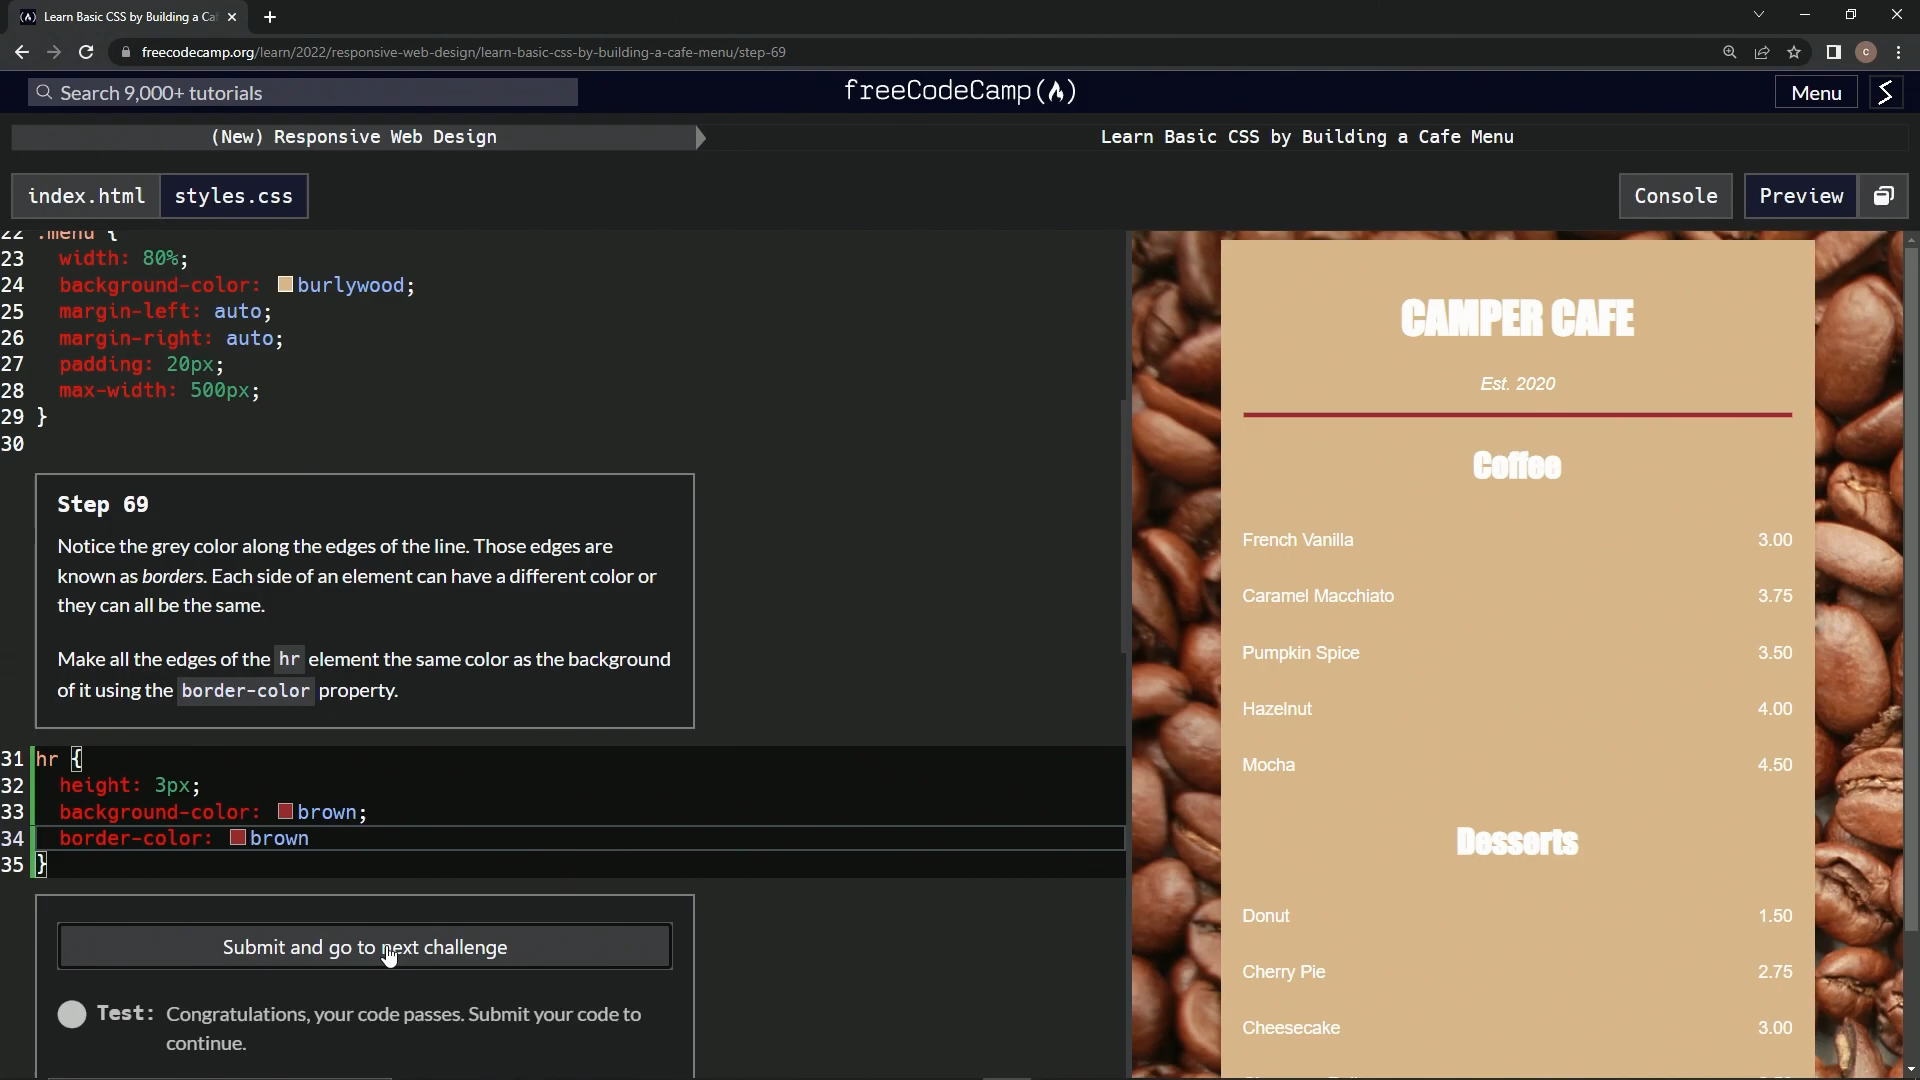 Learn Basic CSS by Building a Ca
freecodecamp.org/learn/2022/responsive-web-design/learn-basic-css-by-building-a-cafe-menu/step-69
C
Search 9,000+ tutorials
freeCodeCamp
Menu
(New) Responsive Web Design
Learn Basic CSS by Building a Cafe Menu
index.html
styles.css
Console
Preview
22 .menu {
23 width: 80%;
24 background-color: burlywood;
25 margin-left: auto;
26 margin-right: auto;
27 padding: 20px;
28 max-width: 500px;
29 }
30
Step 69
Notice the grey color along the edges of the line. Those edges are
known as borders. Each side of an element can have a different color or
they can all be the same.
Make all the edges of the hr element the same color as the background
of it using the border-color property.
31 hr {
32 height: 3px;
33 background-color: brown;
34 border-color: brown
35 }
Submit and go to next challenge
Test: Congratulations, your code passes. Submit your code to
continue.
CAMPER CAFE
Est. 2020
Coffee
French Vanilla 3.00
Caramel Macchiato 3.75
Pumpkin Spice 3.50
Hazelnut 4.00
Mocha 4.50
Desserts
Donut 1.50
Cherry Pie 2.75
Cheesecake 3.00